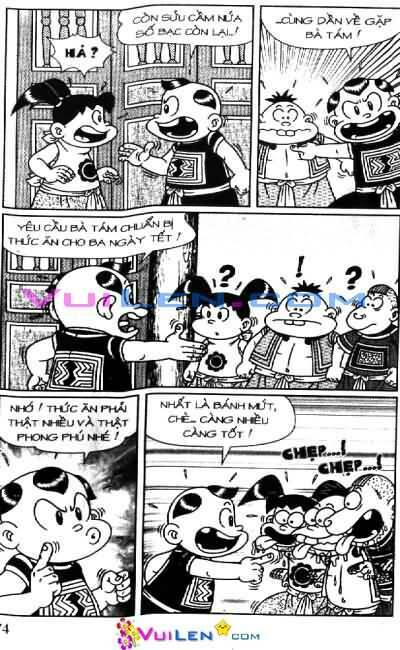 HẢ?
CÒN SỬU CẦM NỬA
SỐ BẠC CÒN LẠI..!
...CÙNG DẦN VỀ GẶP
BÀ TÁM!
YÊU CẦU BÀ TÁM CHUẨN BỊ
THỨC ĂN CHO BA NGÀY TẾT!
?
!
?
VUILEN.COM
NHỚ! THỨC ĂN PHẢI
THẬT NHIỀU VÀ THẬT
PHONG PHÚ NHÉ!
NHẤT LÀ BÁNH MỨT,
CHÈ... CÀNG NHIỀU
CÀNG TỐT!
CHẸP...!
CHẸP...!
74
VUILEN.COM